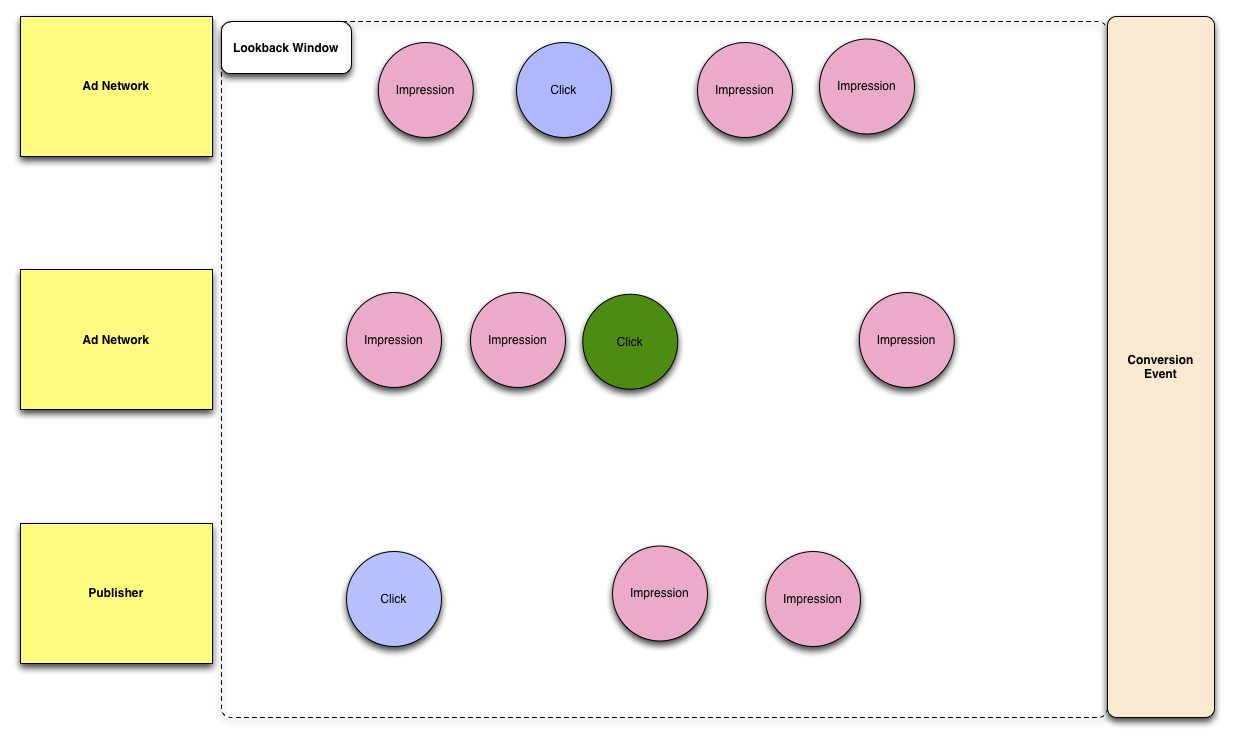 Ad Network
Lookback Window
Impression
Click
Impression
Impression
Ad Network
Impression
Impression
Click
Impression
Conversion
Event
Publisher
Click
Impression
Impression